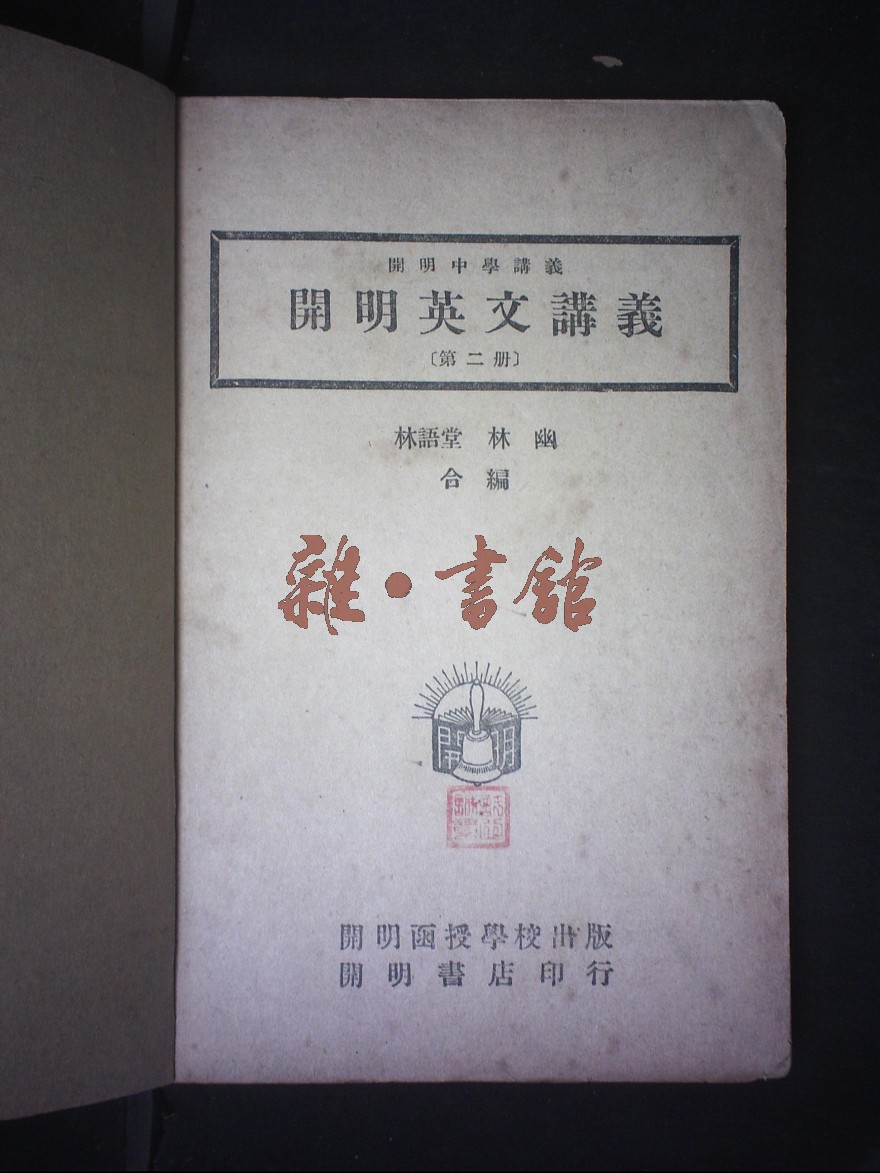 開明中學講義
開明英文講義
〔第二册〕
林語堂 林幽
合編
雜·書館
開明
開明函授學校出版
開明書店印行